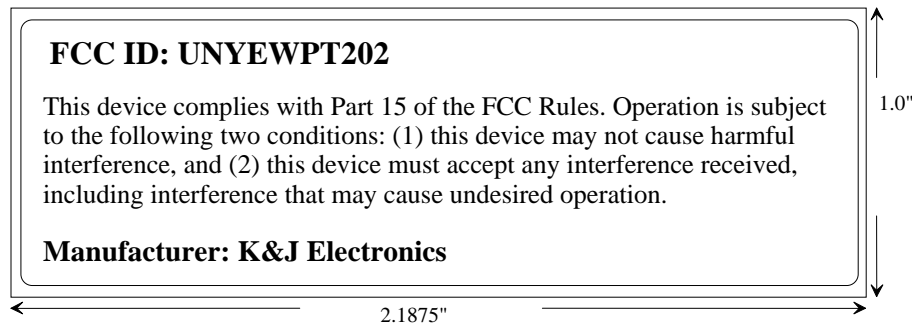 FCC ID: UNYEWPT202
This device complies with Part 15 of the FCC Rules. Operation is subject
to the following two conditions: (1) this device may not cause harmful
interference, and (2) this device must accept any interference received,
including interference that may cause undesired operation.
Manufacturer: K&J Electronics
1.0"
2.1875"